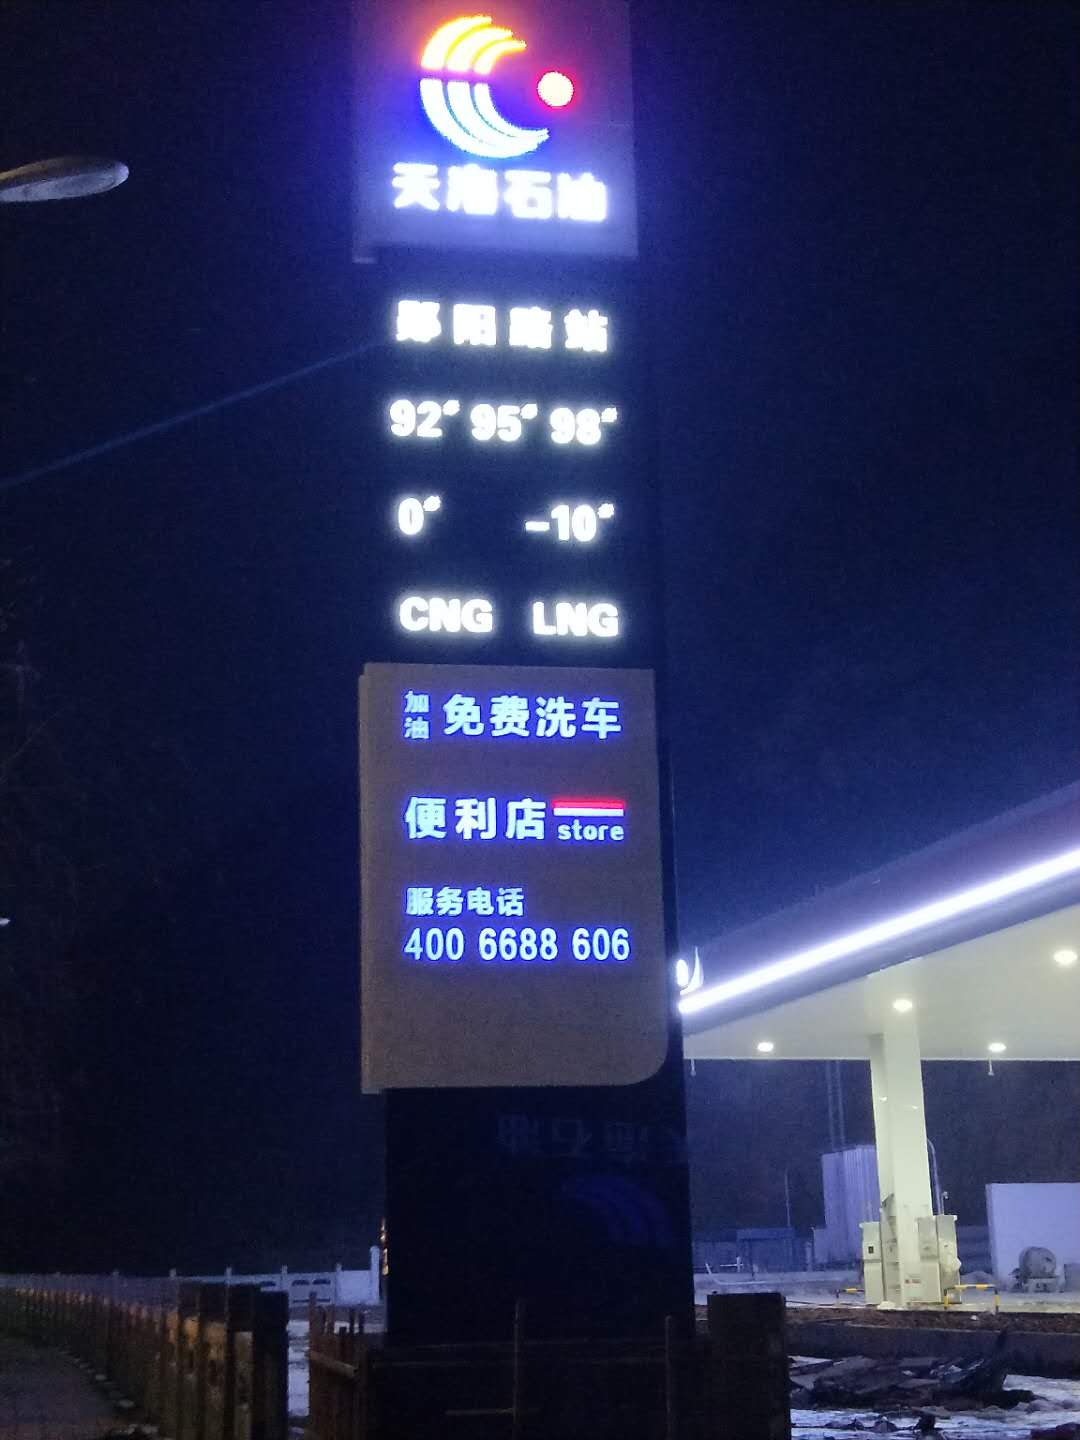 天海石油
郧阳路站
92# 95# 98#
0# -10#
CNG LNG
加油 免费洗车
便利店 store
服务电话
400 6688 606